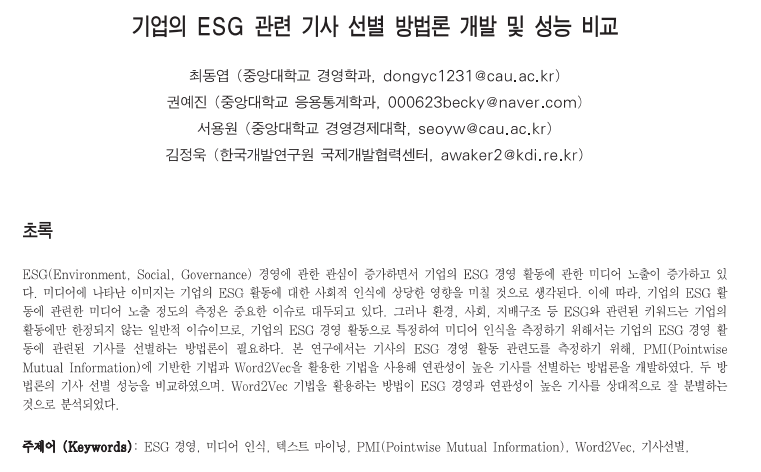 기업의 ESG 관련 기사 선별 방법론 개발 및 성능 비교
최동엽 (중앙대학교 경영학과, dongyc1231@cau.ac.kr)
권예진 (중앙대학교 응용통계학과, 000623becky@naver.com)
서용원 (중앙대학교 경영경제대학, seoyw@cau.ac.kr)
김정욱 (한국개발연구원 국제개발협력센터, awaker2@kdi.re.kr)
초록
ESG(Environment, Social, Governance) 경영에 관한 관심이 증가하면서 기업의 ESG 경영 활동에 관한 미디어 노출이 증가하고 있
다. 미디어에 나타난 이미지는 기업의 ESG 활동에 대한 사회적 인식에 상당한 영향을 미칠 것으로 생각된다. 이에 따라, 기업의 ESG 활
동에 관련한 미디어 노출 정도의 측정은 중요한 이슈로 대두되고 있다. 그러나 환경, 사회, 지배구조 등 ESG와 관련된 키워드는 기업의
활동에만 한정되지 않는 일반적 이슈이므로, 기업의 ESG 경영 활동으로 특정하여 미디어 인식을 측정하기 위해서는 기업의 ESG 경영 활
동에 관련된 기사를 선별하는 방법론이 필요하다. 본 연구에서는 기사의 ESG 경영 활동 관련도를 측정하기 위해, PMI(Pointwise
Mutual Information)에 기반한 기법과 Word2Vec을 활용한 기법을 사용해 연관성이 높은 기사를 선별하는 방법론을 개발하였다. 두 방
법론의 기사 선별 성능을 비교하였으며, Word2Vec 기법을 활용하는 방법이 ESG 경영과 연관성이 높은 기사를 상대적으로 잘 분별하는
것으로 분석되었다.
주제어 (Keywords): ESG 경영, 미디어 인식, 텍스트 마이닝, PMI(Pointwise Mutual Information), Word2Vec, 기사선별,